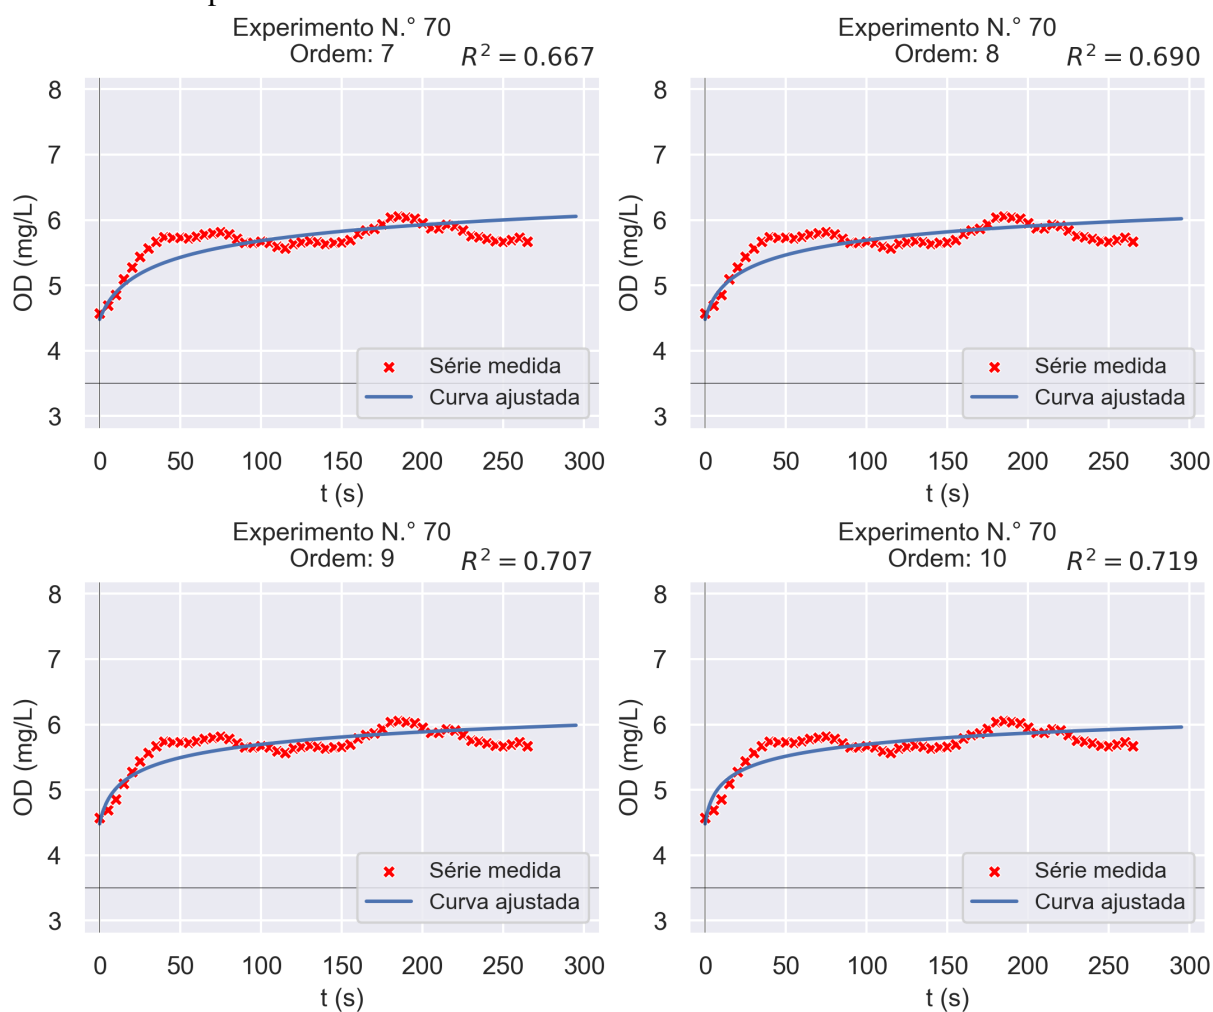 Experimento N.° 70
Ordem: 7 R² = 0.667
8
7
6
5
4
3
OD (mg/L)
Série medida
Curva ajustada
0 50 100 150 200 250 300
t (s)
Experimento N.° 70
Ordem: 8 R² = 0.690
8
7
6
5
4
3
OD (mg/L)
Série medida
Curva ajustada
0 50 100 150 200 250 300
t (s)
Experimento N.° 70
Ordem: 9 R² = 0.707
8
7
6
5
4
3
OD (mg/L)
Série medida
Curva ajustada
0 50 100 150 200 250 300
t (s)
Experimento N.° 70
Ordem: 10 R² = 0.719
8
7
6
5
4
3
OD (mg/L)
Série medida
Curva ajustada
0 50 100 150 200 250 300
t (s)